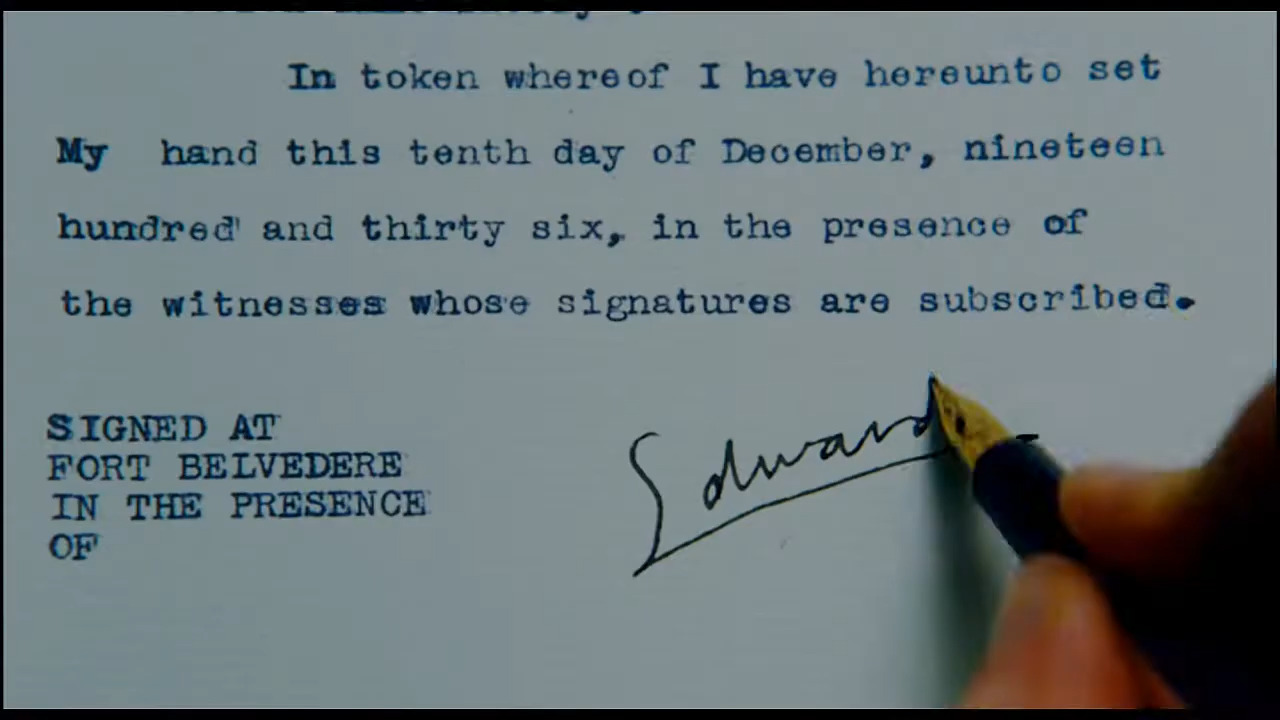 In token whereof I have hereunto set
My hand this tenth day of December, nineteen
hundred and thirty six, in the presence of
the witnesses whose signatures are subscribed.
SIGNED AT
FORT BELVEDERE
IN THE PRESENCE
OF
Edward